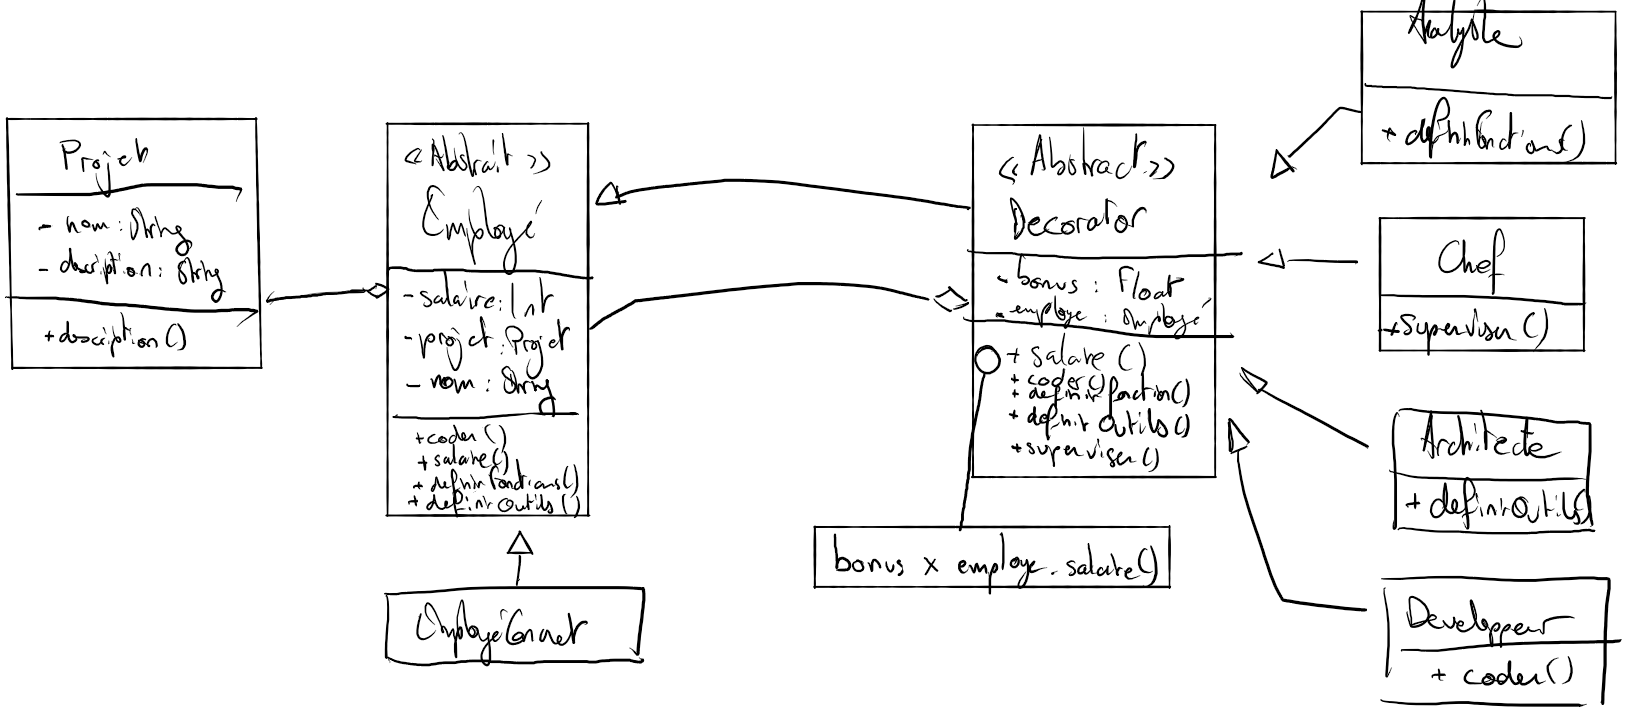 Projet
- nom : String
- description : String
+ description ()
<< Abstrait >>
Employé
- salaire : Int
- projet : Projet
- nom : String
+ coder ()
+ salaire ()
+ definir fonctions ()
+ definir Outils ()
EmployéConcret
<< Abstract >>
Decorator
- bonus : Float
- employe : Employé
+ salaire ()
+ coder ()
+ definir fonction ()
+ definir Outils ()
+ superviser ()
bonus x employe.salaire()
Analyste
+ definirfonctions()
Chef
+ superviser ()
Architecte
+ definirOutils()
Developpeur
+ coder()